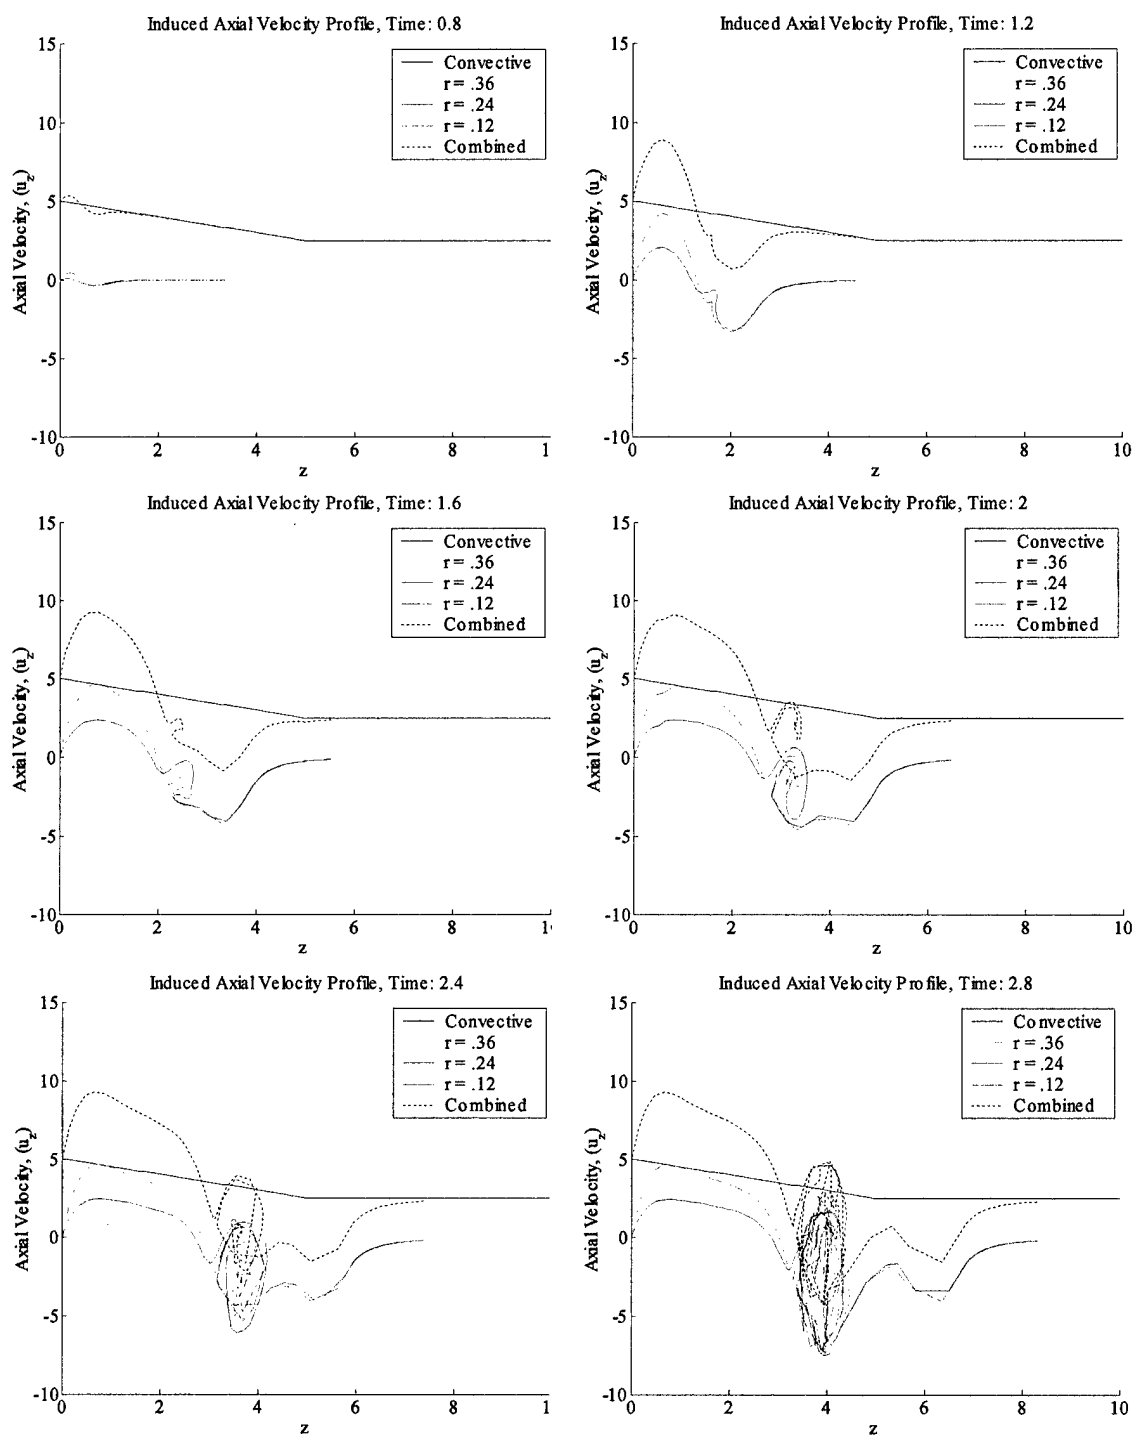 Induced Axial Velocity Profile, Time: 0.8
15
10
5
0
-5
-10
Axial Velocity, (u_z)
Convective
r = .36
r = .24
r = .12
Combined
0 2 4 6 8 1
z
Induced Axial Velocity Profile, Time: 1.2
15
10
5
0
-5
-10
Axial Velocity, (u_z)
Convective
r = .36
r = .24
r = .12
Combined
0 2 4 6 8 10
z
Induced Axial Velocity Profile, Time: 1.6
15
10
5
0
-5
-10
Axial Velocity, (u_z)
Convective
r = .36
r = .24
r = .12
Combined
0 2 4 6 8 1
z
Induced Axial Velocity Profile, Time: 2
15
10
5
0
-5
-10
Axial Velocity, (u_z)
Convective
r = .36
r = .24
r = .12
Combined
0 2 4 6 8 10
z
Induced Axial Velocity Profile, Time: 2.4
15
10
5
0
-5
-10
Axial Velocity, (u_z)
Convective
r = .36
r = .24
r = .12
Combined
0 2 4 6 8 1
z
Induced Axial Velocity Profile, Time: 2.8
15
10
5
0
-5
-10
Axial Velocity, (u_z)
Convective
r = .36
r = .24
r = .12
Combined
0 2 4 6 8 10
z